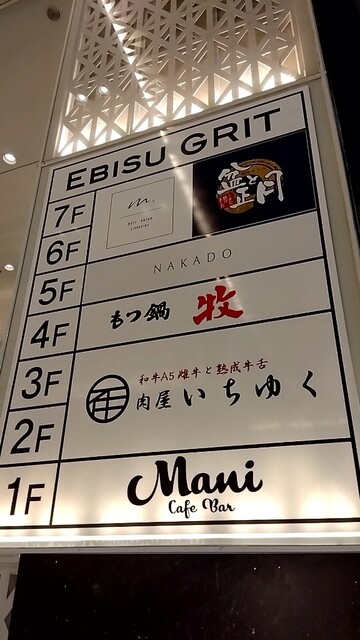 EBISU GRIT
7F
m.
6F
NAKADO
5F
もつ鍋 牧
4F
3F
和牛A5雌牛と熟成牛舌
肉屋 いちゆく
2F
1F
Mani
Cafe Bar